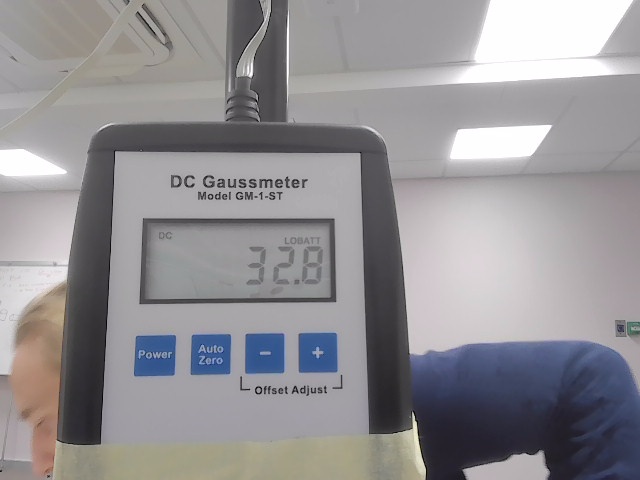 DC Gaussmeter
Model GM-1-ST
DC
LOBATT
32.8
Power
Auto
Zero
-
+
Offset Adjust